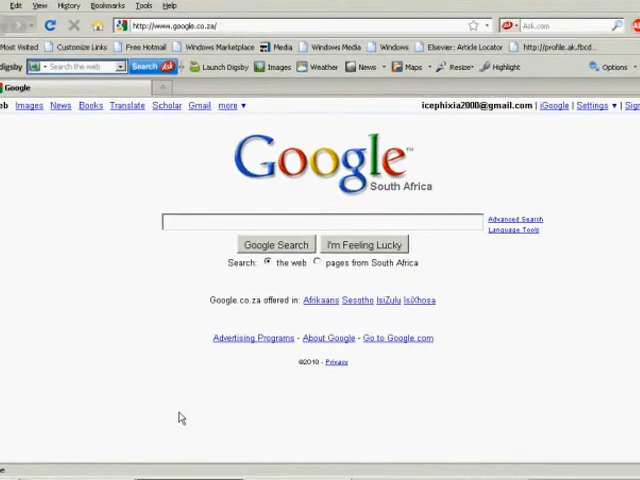 Edit View History Bookmarks Tools Help
http://www.google.co.za/ Ask.com
Most Visited Customize Links Free Hotmail Windows Marketplace Media Windows Media Windows Elsevier: Article Locator http://profile.ak.fbcd...
digsby Search the web Search Ask Launch Digsby Images Weather News Maps Resize Highlight Options
Google
eb Images News Books Translate Scholar Gmail more ▼ icephixia2000@gmail.com | iGoogle | Settings ▼ | Sign
Google™
South Africa
Advanced Search
Language Tools
Google Search I'm Feeling Lucky
Search: the web pages from South Africa
Google.co.za offered in: Afrikaans Sesotho IsiZulu IsiXhosa
Advertising Programs - About Google - Go to Google.com
©2010 - Privacy